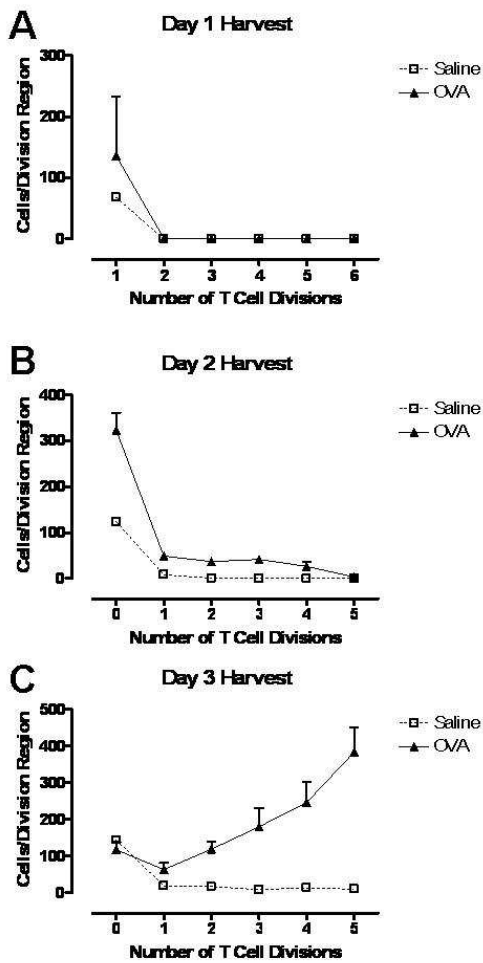 A
Day 1 Harvest
300
200
100
0
Cells/Division Region
1 2 3 4 5 6
Number of T Cell Divisions
Saline
OVA
B
Day 2 Harvest
400
300
200
100
0
Cells/Division Region
0 1 2 3 4 5
Number of T Cell Divisions
Saline
OVA
C
Day 3 Harvest
500
400
300
200
100
0
Cells/Division Region
0 1 2 3 4 5
Number of T Cell Divisions
Saline
OVA